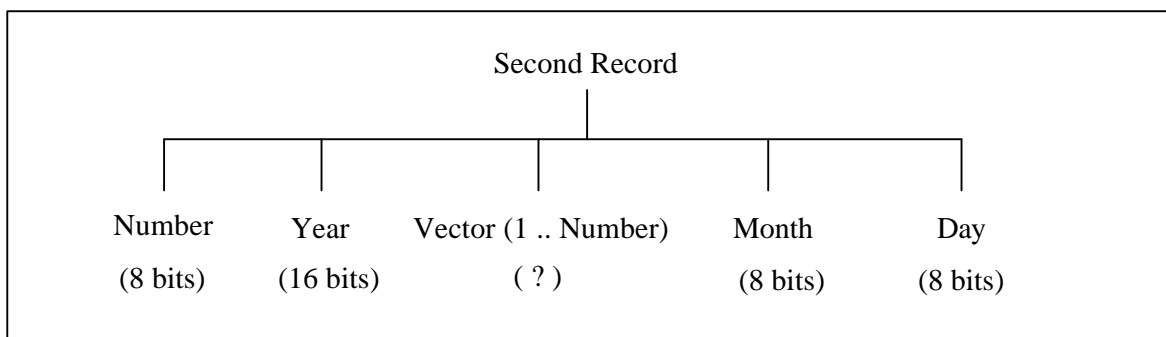 Second Record
Number Year Vector (1 .. Number) Month Day
(8 bits) (16 bits) ( ? ) (8 bits) (8 bits)